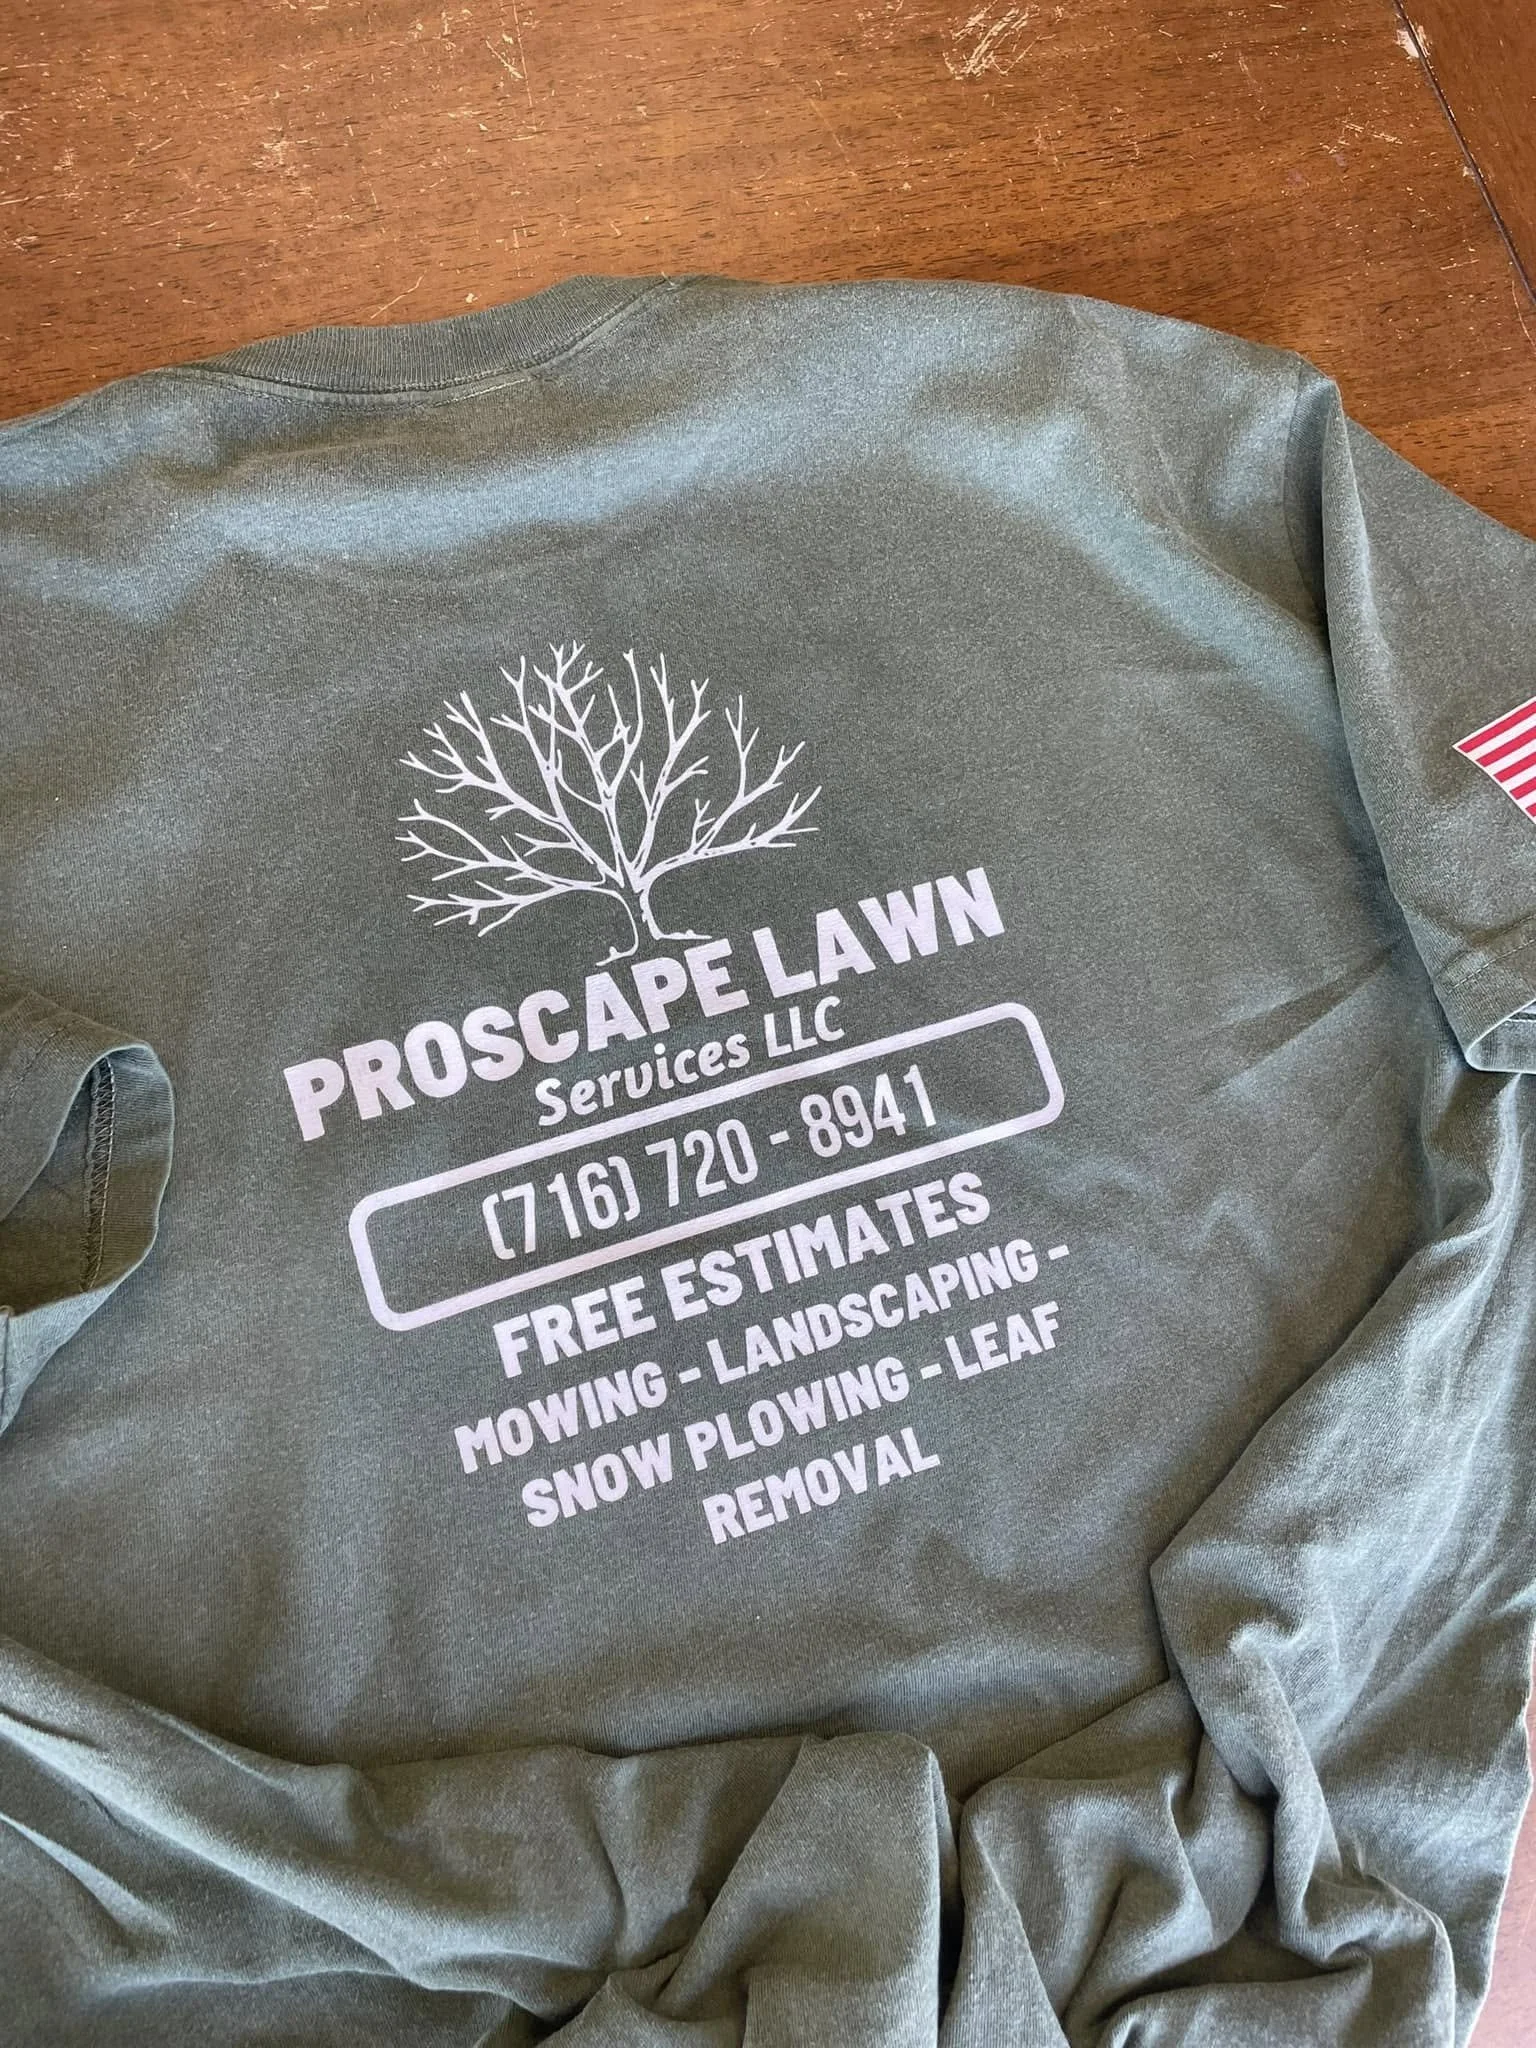 PROSCAPE LAWN
Services LLC
(716) 720 - 8941
FREE ESTIMATES
MOWING - LANDSCAPING -
SNOW PLOWING - LEAF
REMOVAL